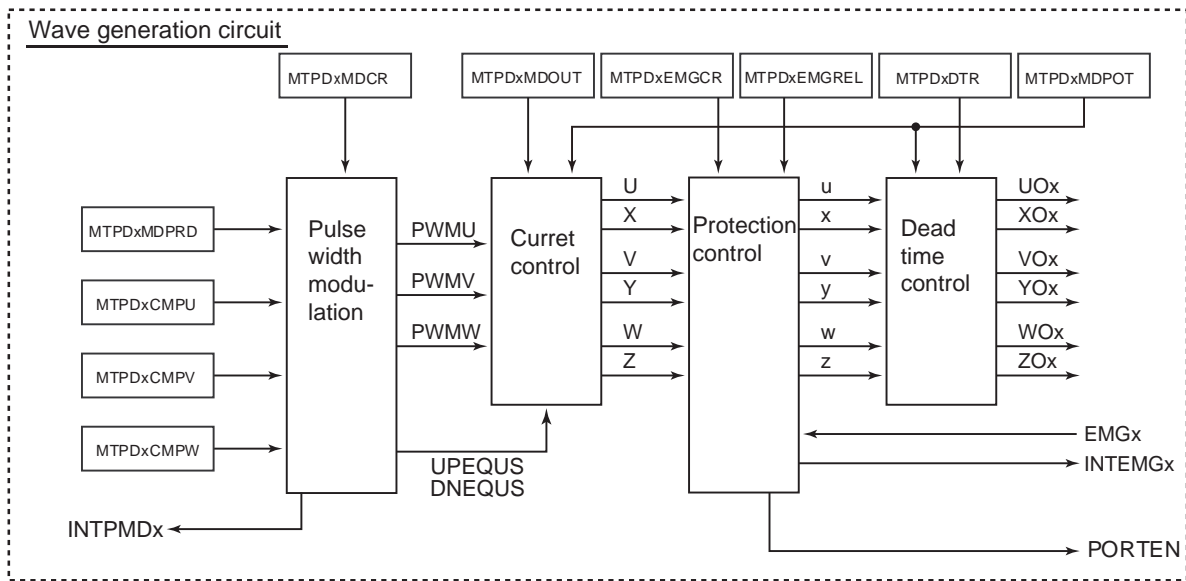 Wave generation circuit
MTPDxMDCR
MTPDxMDOUT
MTPDxEMGCR
MTPDxEMGREL
MTPDxDTR
MTPDxMDPOT
MTPDxMDPRD
MTPDxCMPU
MTPDxCMPV
MTPDxCMPW
Pulse
width
modu-
lation
PWMU
PWMV
PWMW
UPEQUS
DNEQUS
INTPMDx
Curret
control
U
X
V
Y
W
Z
Protection
control
u
x
v
y
w
z
Dead
time
control
UOx
XOx
VOx
YOx
WOx
ZOx
EMGx
INTEMGx
PORTEN